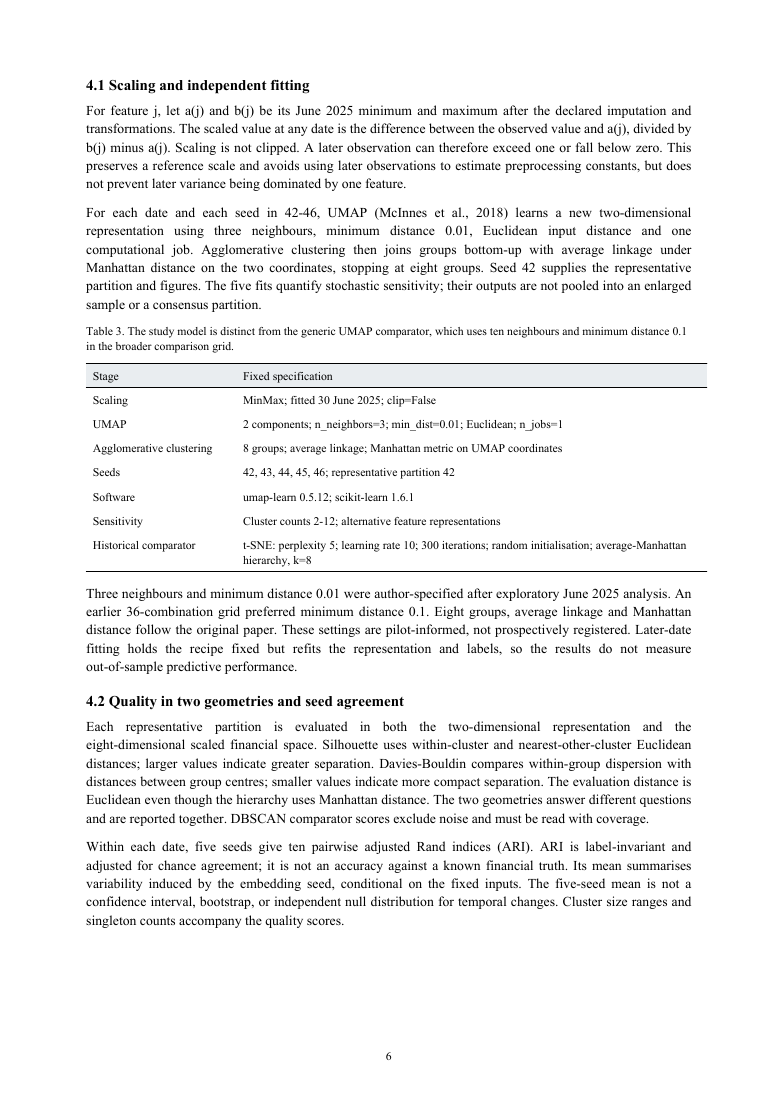 4.1 Scaling and independent fitting
For feature j, let a(j) and b(j) be its June 2025 minimum and maximum after the declared imputation and
transformations. The scaled value at any date is the difference between the observed value and a(j), divided by
b(j) minus a(j). Scaling is not clipped. A later observation can therefore exceed one or fall below zero. This
preserves a reference scale and avoids using later observations to estimate preprocessing constants, but does
not prevent later variance being dominated by one feature.
For each date and each seed in 42-46, UMAP (McInnes et al., 2018) learns a new two-dimensional
representation using three neighbours, minimum distance 0.01, Euclidean input distance and one
computational job. Agglomerative clustering then joins groups bottom-up with average linkage under
Manhattan distance on the two coordinates, stopping at eight groups. Seed 42 supplies the representative
partition and figures. The five fits quantify stochastic sensitivity; their outputs are not pooled into an enlarged
sample or a consensus partition.
Table 3. The study model is distinct from the generic UMAP comparator, which uses ten neighbours and minimum distance 0.1
in the broader comparison grid.
Stage Fixed specification
Scaling MinMax; fitted 30 June 2025; clip=False
UMAP 2 components; n_neighbors=3; min_dist=0.01; Euclidean; n_jobs=1
Agglomerative clustering 8 groups; average linkage; Manhattan metric on UMAP coordinates
Seeds 42, 43, 44, 45, 46; representative partition 42
Software umap-learn 0.5.12; scikit-learn 1.6.1
Sensitivity Cluster counts 2-12; alternative feature representations
Historical comparator t-SNE: perplexity 5; learning rate 10; 300 iterations; random initialisation; average-Manhattan
hierarchy, k=8
Three neighbours and minimum distance 0.01 were author-specified after exploratory June 2025 analysis. An
earlier 36-combination grid preferred minimum distance 0.1. Eight groups, average linkage and Manhattan
distance follow the original paper. These settings are pilot-informed, not prospectively registered. Later-date
fitting holds the recipe fixed but refits the representation and labels, so the results do not measure
out-of-sample predictive performance.
4.2 Quality in two geometries and seed agreement
Each representative partition is evaluated in both the two-dimensional representation and the
eight-dimensional scaled financial space. Silhouette uses within-cluster and nearest-other-cluster Euclidean
distances; larger values indicate greater separation. Davies-Bouldin compares within-group dispersion with
distances between group centres; smaller values indicate more compact separation. The evaluation distance is
Euclidean even though the hierarchy uses Manhattan distance. The two geometries answer different questions
and are reported together. DBSCAN comparator scores exclude noise and must be read with coverage.
Within each date, five seeds give ten pairwise adjusted Rand indices (ARI). ARI is label-invariant and
adjusted for chance agreement; it is not an accuracy against a known financial truth. Its mean summarises
variability induced by the embedding seed, conditional on the fixed inputs. The five-seed mean is not a
confidence interval, bootstrap, or independent null distribution for temporal changes. Cluster size ranges and
singleton counts accompany the quality scores.
6